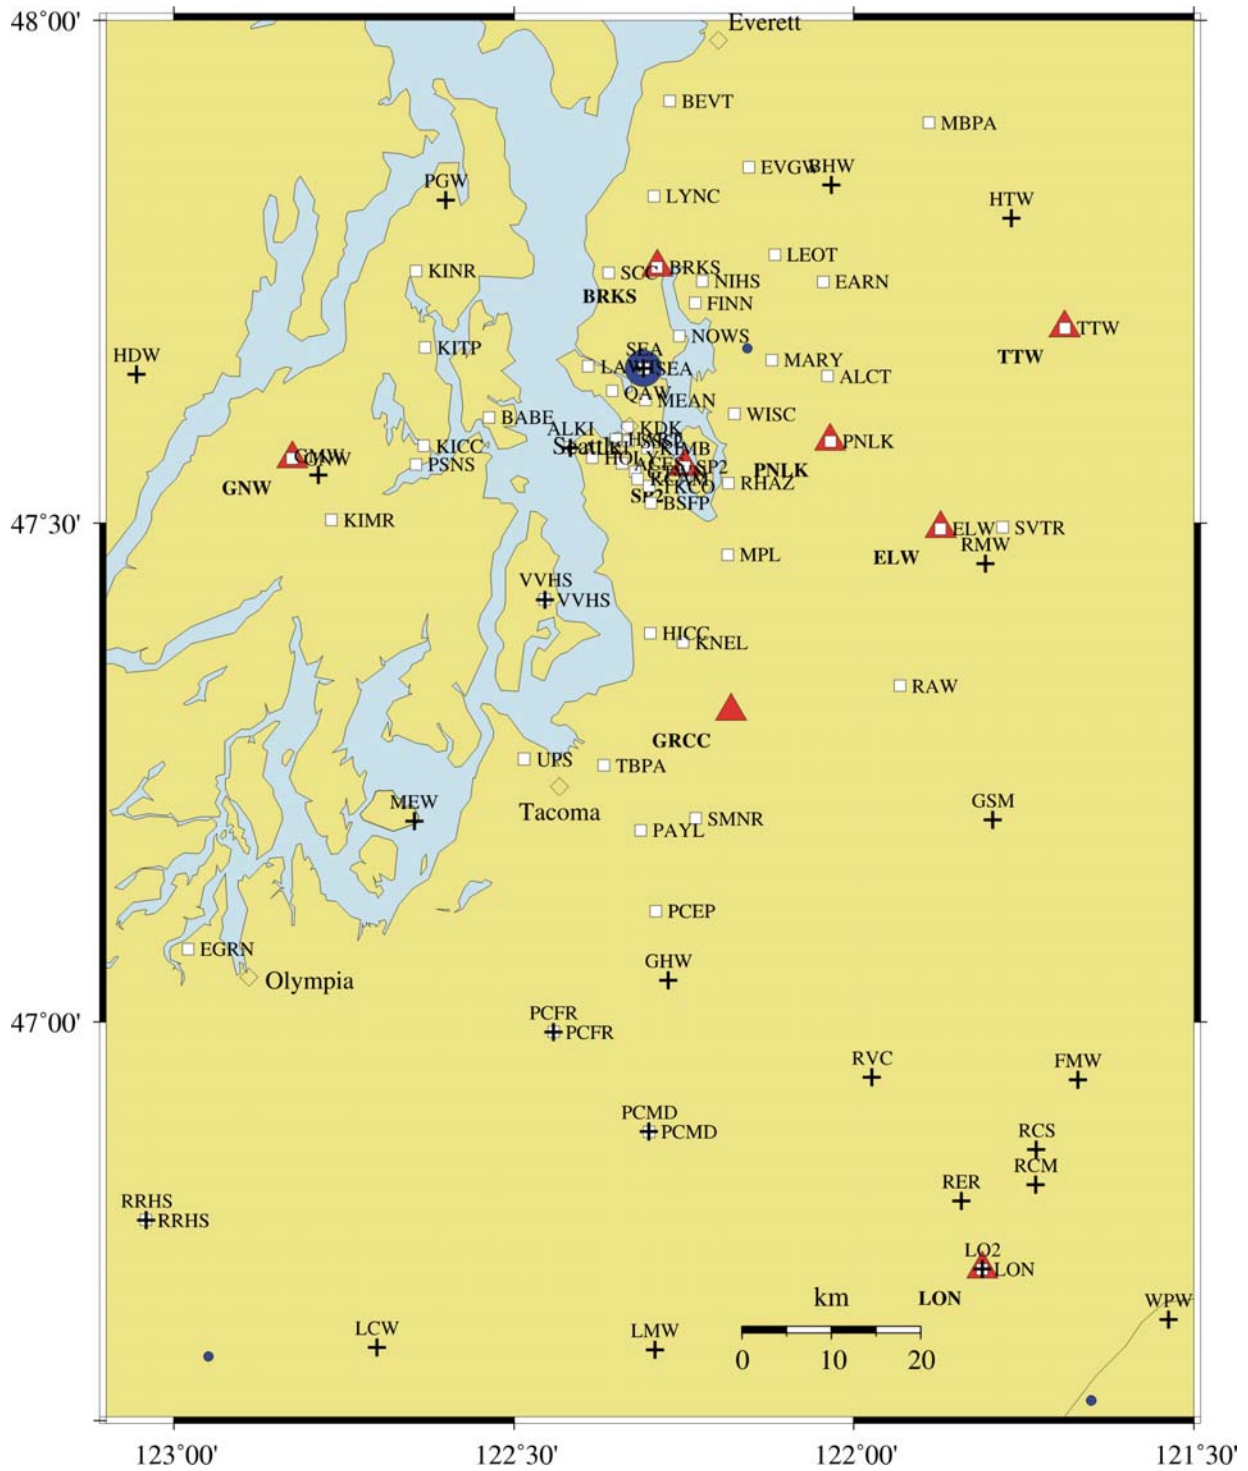 48°00'
Everett
BEVT
MBPA
EVGW
BHW
PGW
LYNC
HTW
LEOT
KINR
SCC
BRKS
NIHS
EARN
BRKS
FINN
TTW
NOWS
TTW
HDW
KITP
SEA
MARY
SEA
ALCT
QAW
MEAN
BABE
WISC
ALKI
KDK
KICC
PNLK
GNW
PSNS
HOLY
SP2
PNLK
GNW
RHAZ
SP2
BSFP
KIMR
47°30'
ELW
SVTR
ELW
RMW
MPL
VVHS
VVHS
HICC
KNEL
RAW
GRCC
UPS
TBPA
Tacoma
MEW
SMNR
GSM
PAYL
PCEP
EGRN
GHW
Olympia
PCFR
47°00'
PCFR
RVC
FMW
PCMD
PCMD
RCS
RCM
RER
RRHS
RRHS
LO2
LON
LON
km
WPW
LCW
LMW
0 10 20
123°00' 122°30' 122°00' 121°30'